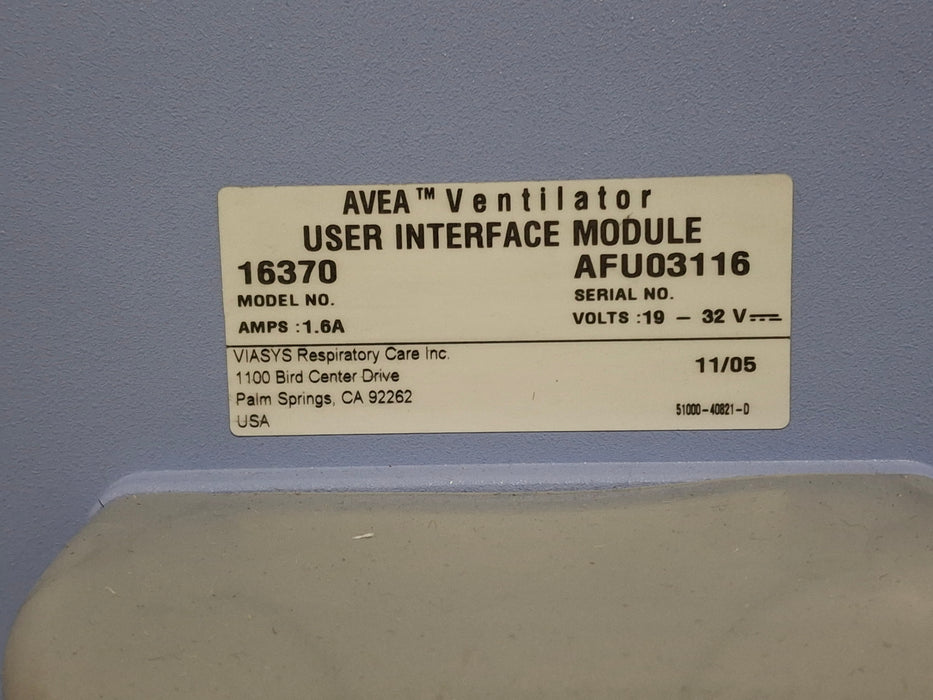 AVEA™ Ventilator
USER INTERFACE MODULE
16370 AFU03116
MODEL NO. SERIAL NO.
AMPS :1.6A VOLTS :19 – 32 V⎓
VIASYS Respiratory Care Inc.
1100 Bird Center Drive 11/05
Palm Springs, CA 92262
USA 51000-40821-D